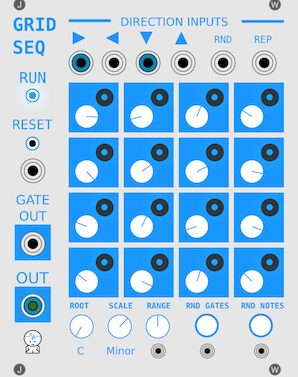 J W
GRID
SEQ
DIRECTION INPUTS
RND REP
RUN
RESET
GATE
OUT
OUT
ROOT SCALE RANGE RND GATES RND NOTES
C Minor
J W